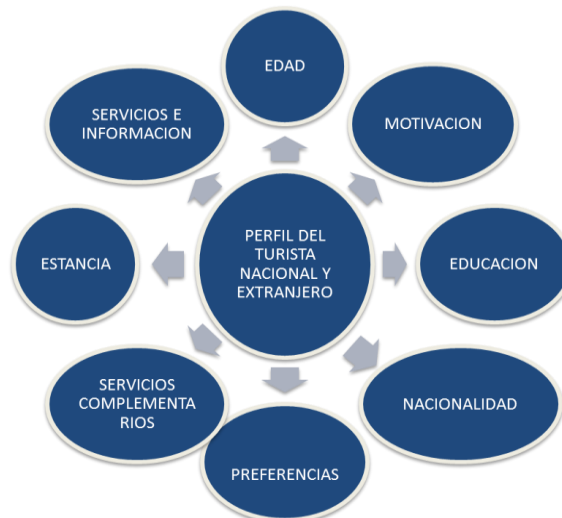 EDAD
SERVICIOS E
INFORMACION
MOTIVACION
PERFIL DEL
TURISTA
NACIONAL Y
EXTRANJERO
ESTANCIA
EDUCACION
SERVICIOS
COMPLEMENTA
RIOS
NACIONALIDAD
PREFERENCIAS